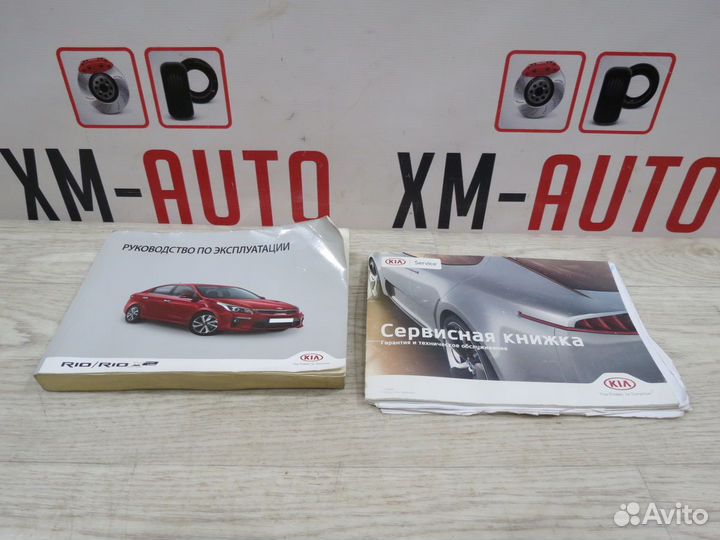 XM-AUTO
XM-AUTO
РУКОВОДСТВО ПО ЭКСПЛУАТАЦИИ
RIO/RIO X2
KIA
KIA Service
Сервисная книжка
Гарантия и техническое обслуживание
KIA
Avito